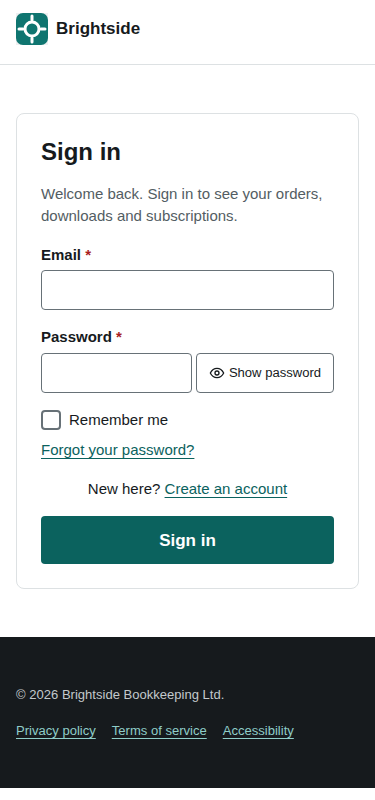 Brightside
Sign in
Welcome back. Sign in to see your orders,
downloads and subscriptions.
Email *
Password *
Show password
Remember me
Forgot your password?
New here? Create an account
Sign in
© 2026 Brightside Bookkeeping Ltd.
Privacy policy Terms of service Accessibility